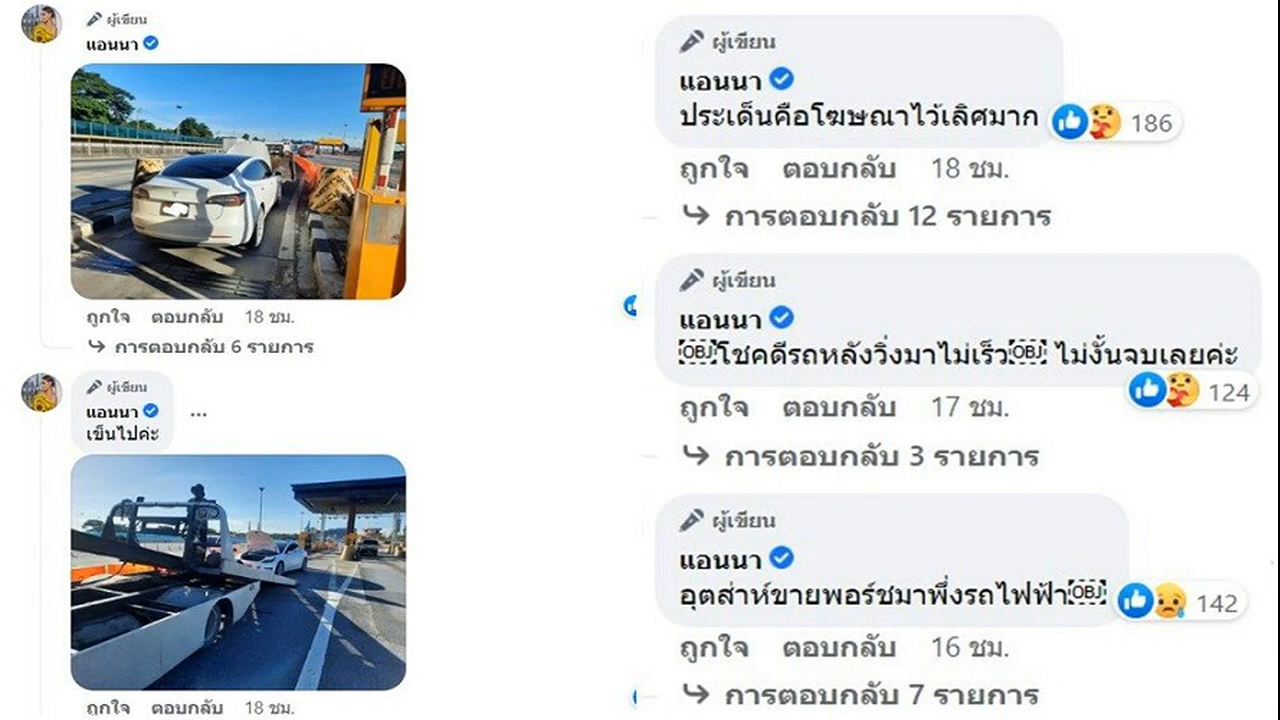 ผู้เขียน
แอนนา
ถูกใจ ตอบกลับ 18 ชม.
การตอบกลับ 6 รายการ
ผู้เขียน
แอนนา ...
เข็นไปค่ะ
ถูกใจ ตอบกลับ 18 ชม.
ผู้เขียน
แอนนา
ประเด็นคือโฆษณาไว้เลิศมาก 186
ถูกใจ ตอบกลับ 18 ชม.
การตอบกลับ 12 รายการ
ผู้เขียน
แอนนา
OBJโชคดีรถหลังวิ่งมาไม่เร็วOBJ ไม่งั้นจบเลยค่ะ
124
ถูกใจ ตอบกลับ 17 ชม.
การตอบกลับ 3 รายการ
ผู้เขียน
แอนนา
อุตส่าห์ขายพอร์ชมาพึ่งรถไฟฟ้าOBJ 142
ถูกใจ ตอบกลับ 16 ชม.
การตอบกลับ 7 รายการ